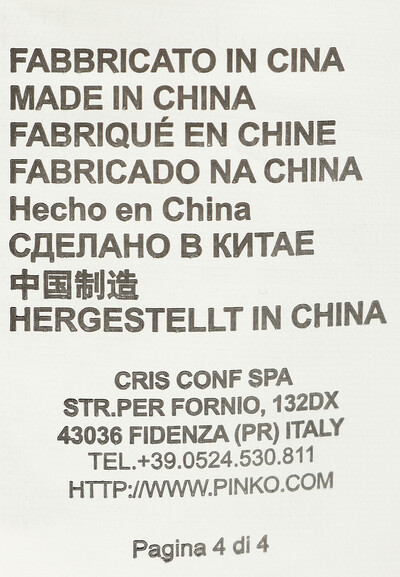 FABBRICATO IN CINA
MADE IN CHINA
FABRIQUÉ EN CHINE
FABRICADO NA CHINA
Hecho en China
СДЕЛАНО В КИТАЕ
中国制造
HERGESTELLT IN CHINA
CRIS CONF SPA
STR.PER FORNIO, 132DX
43036 FIDENZA (PR) ITALY
TEL.+39.0524.530.811
HTTP://WWW.PINKO.COM
Pagina 4 di 4